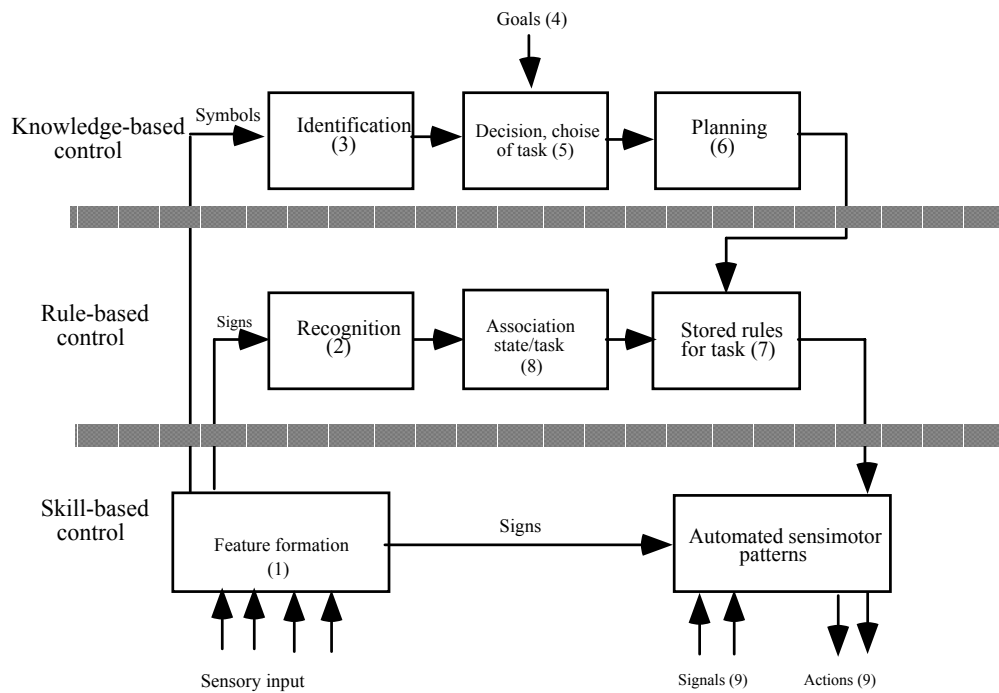 Goals (4)
Knowledge-based
control
Symbols
Identification
(3)
Decision, choise
of task (5)
Planning
(6)
Rule-based
control
Signs
Recognition
(2)
Association
state/task
(8)
Stored rules
for task (7)
Skill-based
control
Feature formation
(1)
Signs
Automated sensimotor
patterns
Sensory input
Signals (9)
Actions (9)